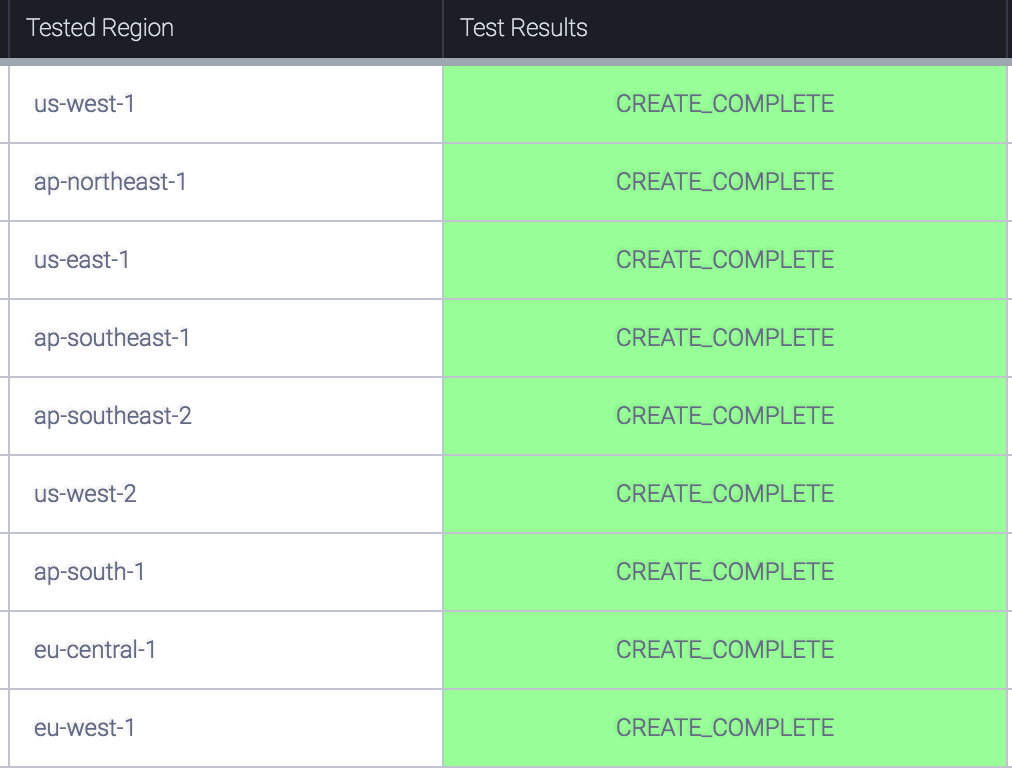 Tested Region Test Results
us-west-1 CREATE_COMPLETE
ap-northeast-1 CREATE_COMPLETE
us-east-1 CREATE_COMPLETE
ap-southeast-1 CREATE_COMPLETE
ap-southeast-2 CREATE_COMPLETE
us-west-2 CREATE_COMPLETE
ap-south-1 CREATE_COMPLETE
eu-central-1 CREATE_COMPLETE
eu-west-1 CREATE_COMPLETE